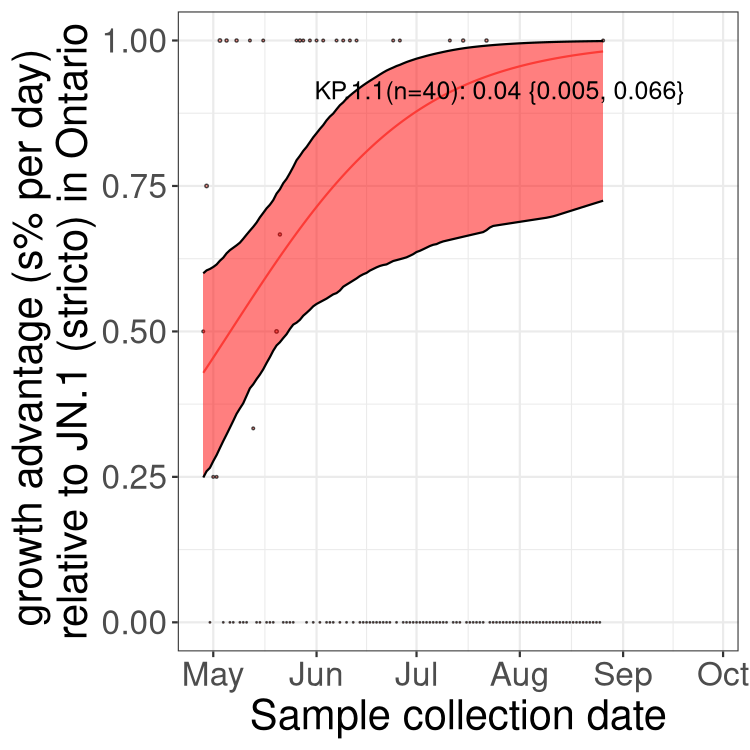 growth advantage (s% per day)
relative to JN.1 (stricto) in Ontario
1.00
0.75
0.50
0.25
0.00
KP.1.1(n=40): 0.04 {0.005, 0.066}
May Jun Jul Aug Sep Oct
Sample collection date